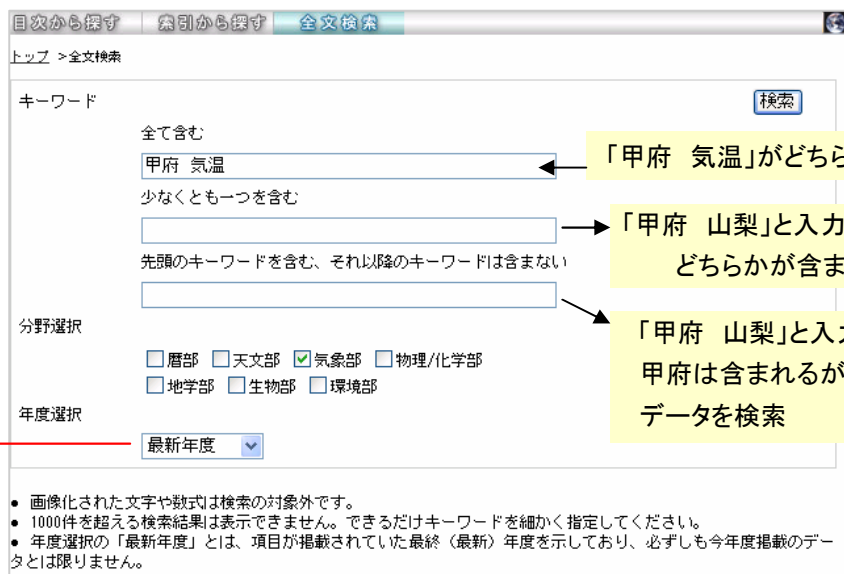 目次から探す 索引から探す 全文検索
トップ >全文検索
キーワード 検索
全て含む
甲府 気温
「甲府 気温」がどちら
少なくとも一つを含む
「甲府 山梨」と入力
どちらかが含ま
先頭のキーワードを含む、それ以降のキーワードは含まない
「甲府 山梨」と入力
甲府は含まれるが
データを検索
分野選択
暦部 天文部 気象部 物理/化学部
地学部 生物部 環境部
年度選択
最新年度
● 画像化された文字や数式は検索の対象外です。
● 1000件を超える検索結果は表示できません。できるだけキーワードを細かく指定してください。
● 年度選択の「最新年度」とは、項目が掲載されていた最終（最新）年度を示しており、必ずしも今年度掲載のデー
タとは限りません。